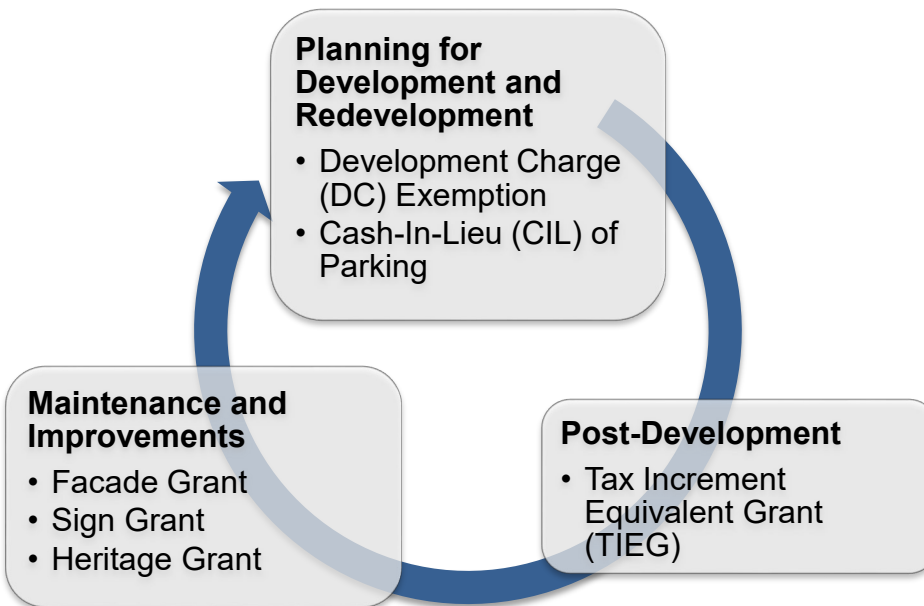 Planning for
Development and
Redevelopment
• Development Charge
(DC) Exemption
• Cash-In-Lieu (CIL) of
Parking
Post-Development
• Tax Increment
Equivalent Grant
(TIEG)
Maintenance and
Improvements
• Facade Grant
• Sign Grant
• Heritage Grant